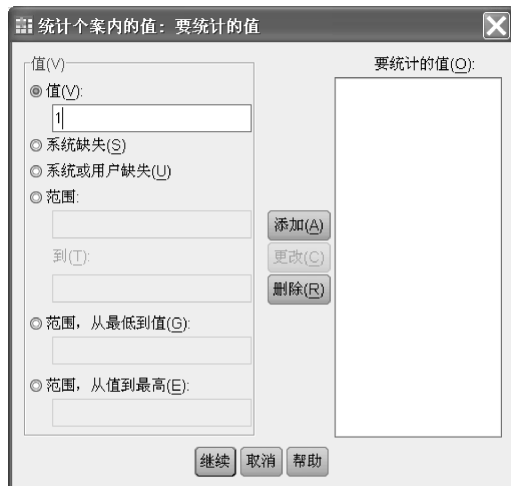 统计个案内的值: 要统计的值
值(V)
值(V):
1
系统缺失(S)
系统或用户缺失(U)
范围:
到(T):
范围，从最低到值(G):
范围，从值到最高(E):
添加(A)
更改(C)
删除(R)
要统计的值(O):
继续 取消 帮助